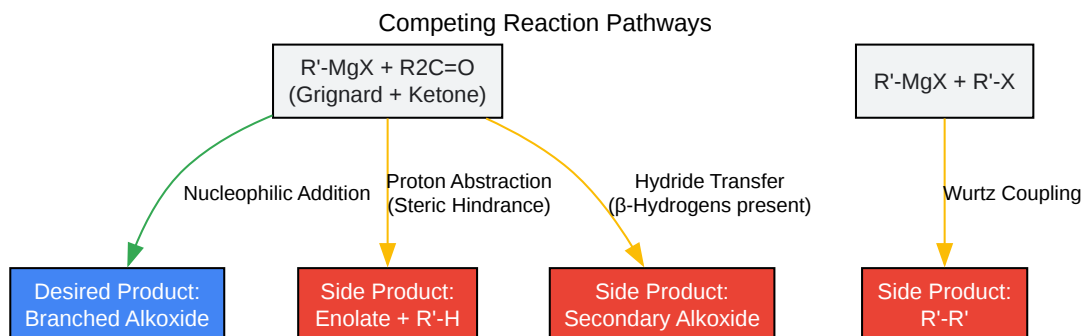 Competing Reaction Pathways
R'-MgX + R2C=O
(Grignard + Ketone)
R'-MgX + R'-X
Nucleophilic Addition
Proton Abstraction
(Steric Hindrance)
Hydride Transfer
(β-Hydrogens present)
Wurtz Coupling
Desired Product:
Branched Alkoxide
Side Product:
Enolate + R'-H
Side Product:
Secondary Alkoxide
Side Product:
R'-R'